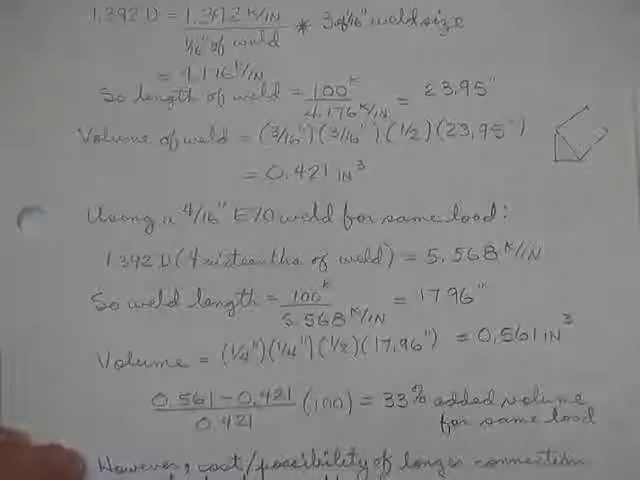 1.392 D = 1.392 K/IN / 1/16" of weld * 3 of 1/16" weld size
= 4.176 K/IN
So length of weld = 100 K / 4.176 K/IN = 23.95"
Volume of weld = (3/16")(3/16")(1/2)(23.95")
= 0.421 IN³
Using a 4/16" E70 weld for same load:
1.392 D (4 sixteenths of weld) = 5.568 K/IN
So weld length = 100 K / 5.568 K/IN = 17.96"
Volume = (1/4")(1/4")(1/2)(17.96") = 0.561 IN³
0.561 - 0.421 / 0.421 (100) = 33% added volume
for same load
However, cost/possibility of longer connection